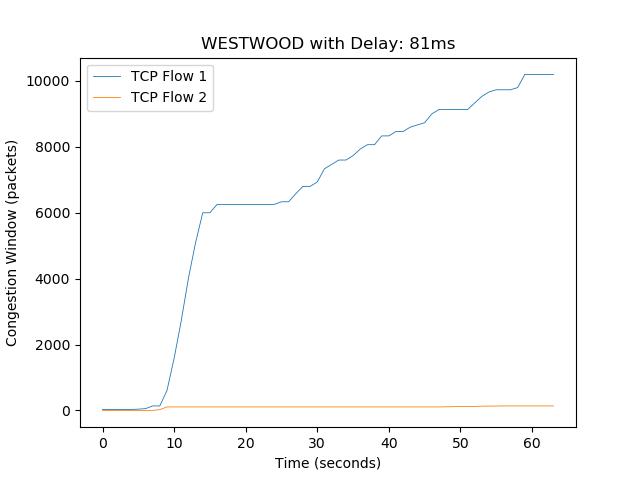 WESTWOOD with Delay: 81ms
TCP Flow 1
TCP Flow 2
Congestion Window (packets)
10000
8000
6000
4000
2000
0
0 10 20 30 40 50 60
Time (seconds)